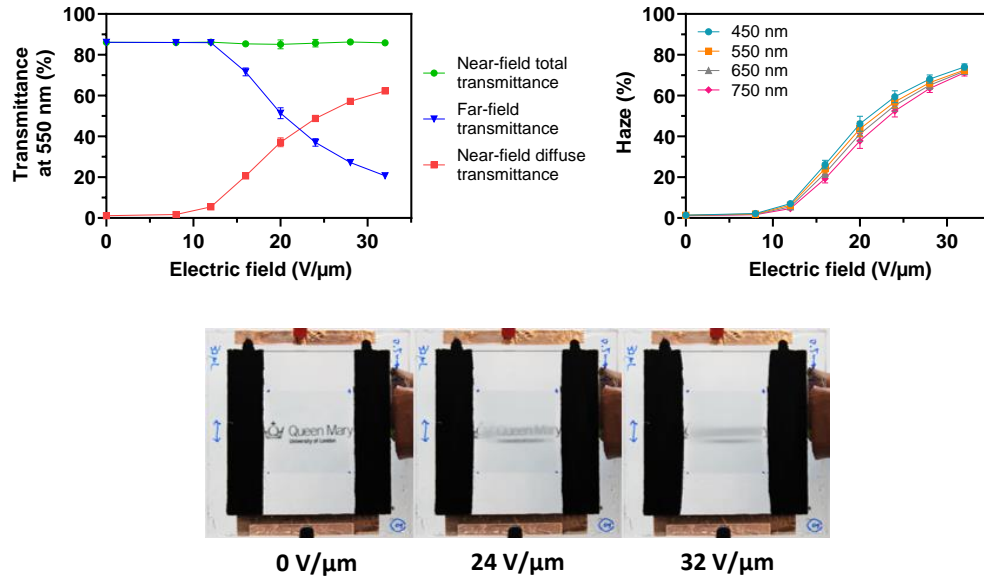 100
80
60
40
20
0
Transmittance
at 550 nm (%)
0 10 20 30
Electric field (V/µm)
Near-field total
transmittance
Far-field
transmittance
Near-field diffuse
transmittance
100
80
60
40
20
0
Haze (%)
450 nm
550 nm
650 nm
750 nm
0 10 20 30
Electric field (V/µm)
Queen Mary
University of London
Queen Mary
0 V/µm
24 V/µm
32 V/µm